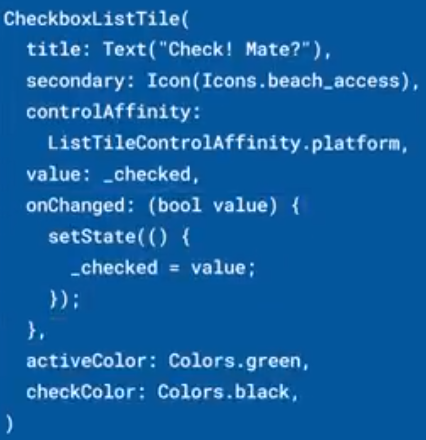 CheckboxListTile(
  title: Text("Check! Mate?"),
  secondary: Icon(Icons.beach_access),
  controlAffinity:
    ListTileControlAffinity.platform,
  value: _checked,
  onChanged: (bool value) {
    setState(() {
      _checked = value;
    });
  },
  activeColor: Colors.green,
  checkColor: Colors.black,
)